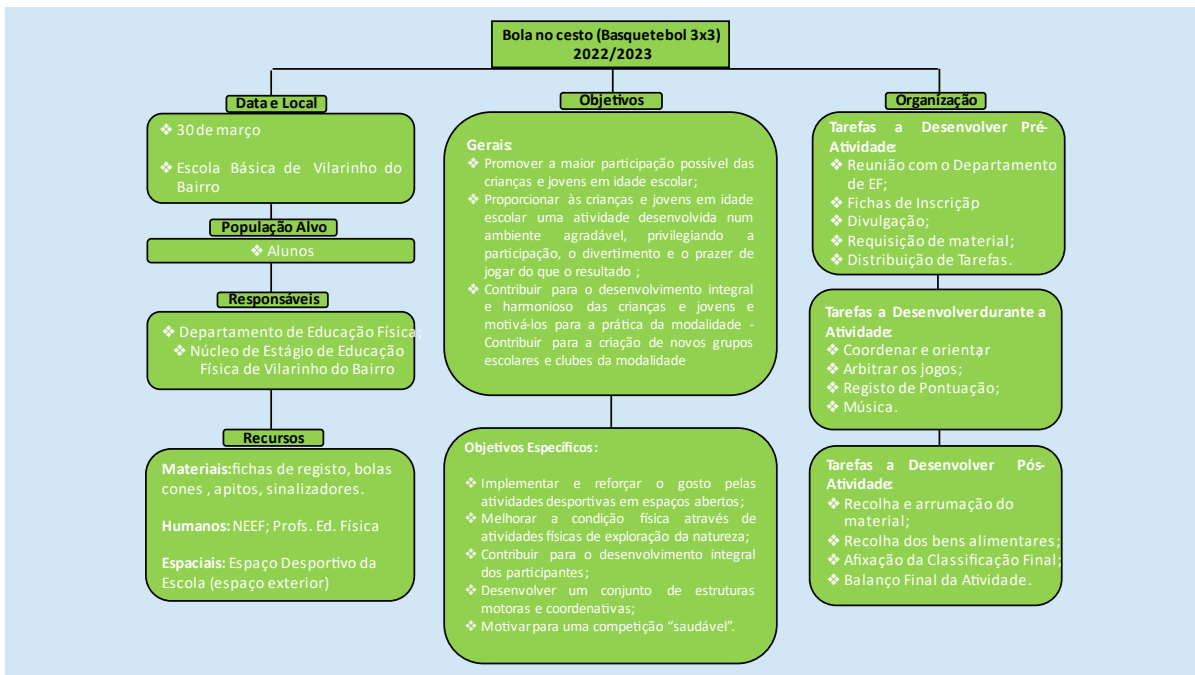 Bola no cesto (Basquetebol 3x3)
2022/2023
Data e Local
❖ 30 de março
❖ Escola Básica de Vilarinho do
Bairro
População Alvo
❖ Alunos
Responsáveis
❖ Departamento de Educação Física;
❖ Núcleo de Estágio de Educação
Física de Vilarinho do Bairro
Recursos
Materiais: fichas de registo, bolas
cones , apitos, sinalizadores.
Humanos: NEEF; Profs. Ed. Física
Espaciais: Espaço Desportivo da
Escola (espaço exterior)
Objetivos
Gerais:
❖ Promover a maior participação possível das
crianças e jovens em idade escolar;
❖ Proporcionar às crianças e jovens em idade
escolar uma atividade desenvolvida num
ambiente agradável, privilegiando a
participação, o divertimento e o prazer de
jogar do que o resultado ;
❖ Contribuir para o desenvolvimento integral
e harmonioso das crianças e jovens e
motivá-los para a prática da modalidade -
Contribuir para a criação de novos grupos
escolares e clubes da modalidade
Objetivos Específicos :
❖ Implementar e reforçar o gosto pelas
atividades desportivas em espaços abertos;
❖ Melhorar a condição física através de
atividades físicas de exploração da natureza;
❖ Contribuir para o desenvolvimento integral
dos participantes;
❖ Desenvolver um conjunto de estruturas
motoras e coordenativas;
❖ Motivar para uma competição “saudável”.
Organização
Tarefas a Desenvolver Pré-
Atividade:
❖ Reunião com o Departamento
de EF;
❖ Fichas de Inscrição;
❖ Divulgação;
❖ Requisição de material;
❖ Distribuição de Tarefas.
Tarefas a Desenvolver durante a
Atividade:
❖ Coordenar e orientar;
❖ Arbitrar os jogos;
❖ Registo de Pontuação;
❖ Música.
Tarefas a Desenvolver Pós-
Atividade:
❖ Recolha e arrumação do
material;
❖ Recolha dos bens alimentares;
❖ Afixação da Classificação Final;
❖ Balanço Final da Atividade.